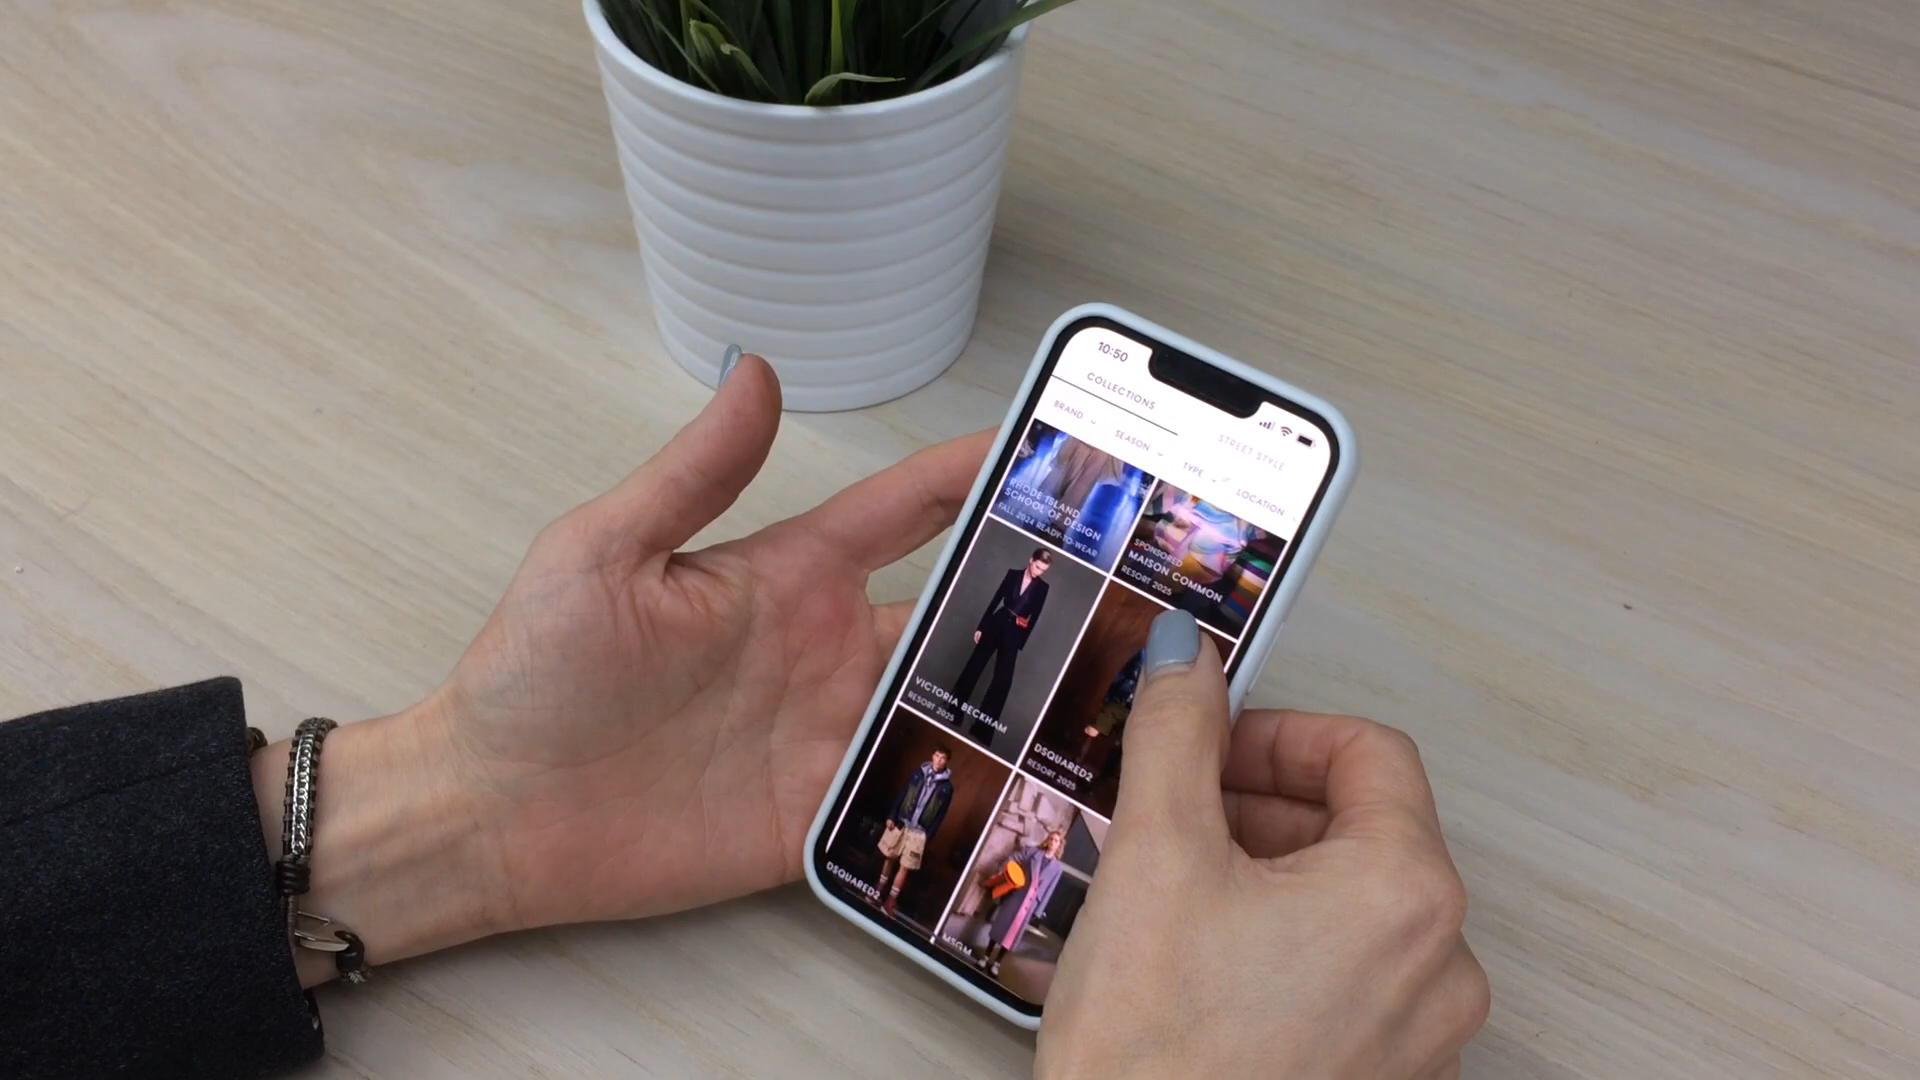 10:50
COLLECTIONS
STREET STYLE
BRAND
SEASON
TYPE
LOCATION
RHODE ISLAND
SCHOOL OF DESIGN
FALL 2024 READY-TO-WEAR
SPONSORED
MAISON COMMON
RESORT 2025
VICTORIA BECKHAM
RESORT 2025
DSQUARED2
RESORT 2025
DSQUARED2
MSGM